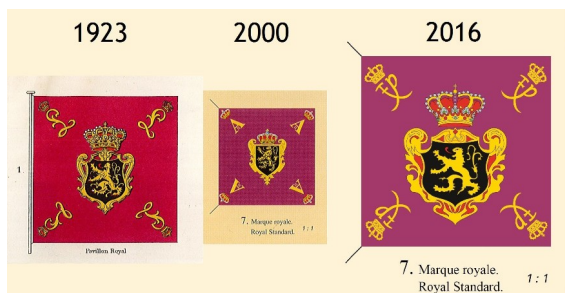 1923
2000
2016
1.
Pavillon Royal
7. Marque royale.
Royal Standard.
1:1
7. Marque royale.
Royal Standard.
1:1